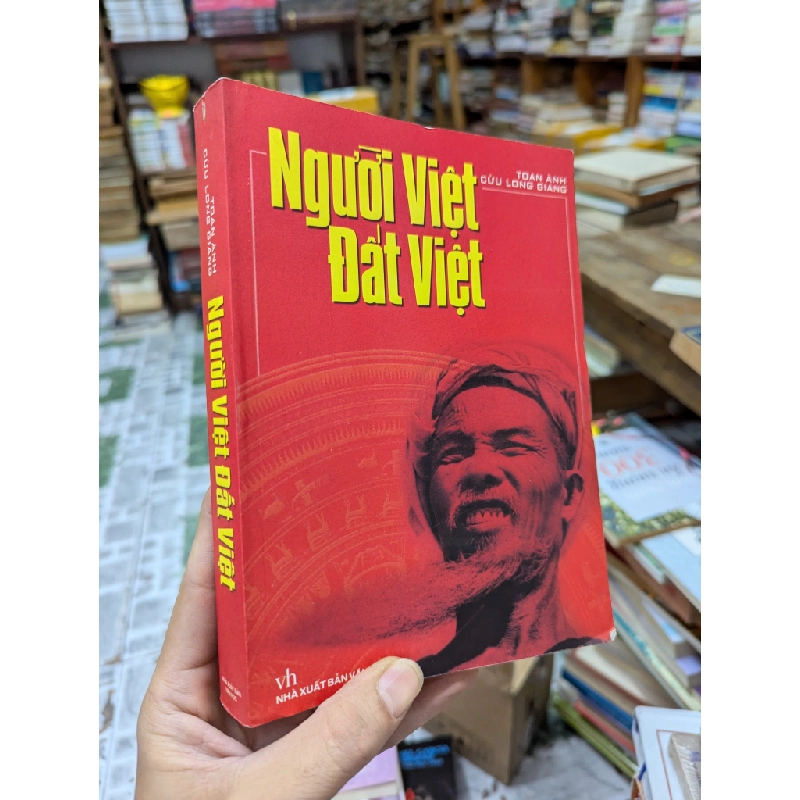 Người Việt
Đất Việt
TOAN ÁNH
CỬU LONG GIANG
vh
NHÀ XUẤT BẢN
TOAN ÁNH
CỬU LONG GIANG
Người Việt Đất Việt